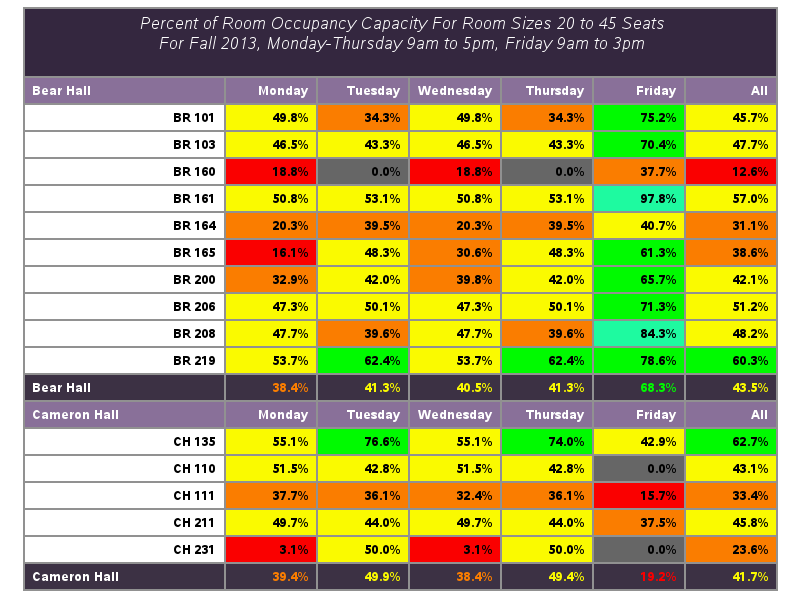 Percent of Room Occupancy Capacity For Room Sizes 20 to 45 Seats
For Fall 2013, Monday-Thursday 9am to 5pm, Friday 9am to 3pm
Bear Hall Monday Tuesday Wednesday Thursday Friday All
BR 101 49.8% 34.3% 49.8% 34.3% 75.2% 45.7%
BR 103 46.5% 43.3% 46.5% 43.3% 70.4% 47.7%
BR 160 18.8% 0.0% 18.8% 0.0% 37.7% 12.6%
BR 161 50.8% 53.1% 50.8% 53.1% 97.8% 57.0%
BR 164 20.3% 39.5% 20.3% 39.5% 40.7% 31.1%
BR 165 16.1% 48.3% 30.6% 48.3% 61.3% 38.6%
BR 200 32.9% 42.0% 39.8% 42.0% 65.7% 42.1%
BR 206 47.3% 50.1% 47.3% 50.1% 71.3% 51.2%
BR 208 47.7% 39.6% 47.7% 39.6% 84.3% 48.2%
BR 219 53.7% 62.4% 53.7% 62.4% 78.6% 60.3%
Bear Hall 38.4% 41.3% 40.5% 41.3% 68.3% 43.5%
Cameron Hall Monday Tuesday Wednesday Thursday Friday All
CH 135 55.1% 76.6% 55.1% 74.0% 42.9% 62.7%
CH 110 51.5% 42.8% 51.5% 42.8% 0.0% 43.1%
CH 111 37.7% 36.1% 32.4% 36.1% 15.7% 33.4%
CH 211 49.7% 44.0% 49.7% 44.0% 37.5% 45.8%
CH 231 3.1% 50.0% 3.1% 50.0% 0.0% 23.6%
Cameron Hall 39.4% 49.9% 38.4% 49.4% 19.2% 41.7%